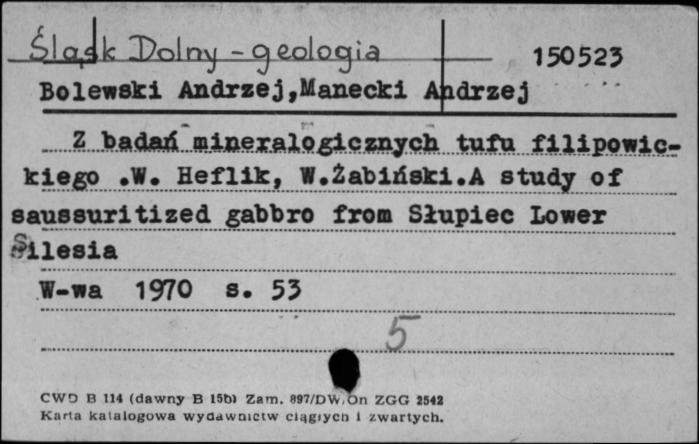 Śląsk Dolny - geologia 150523
Bolewski Andrzej,Manecki Andrzej
Z badań mineralogicznych tufu filipowic-
kiego .W. Heflik, W.Żabiński.A study of
saussuritized gabbro from Słupiec Lower
Silesia
W-wa 1970 s. 53
5
CWD B 114 (dawny B 15b) Zam. 897/DW.On ZGG 2542
Karta katalogowa wydawnictw ciągłych i zwartych.